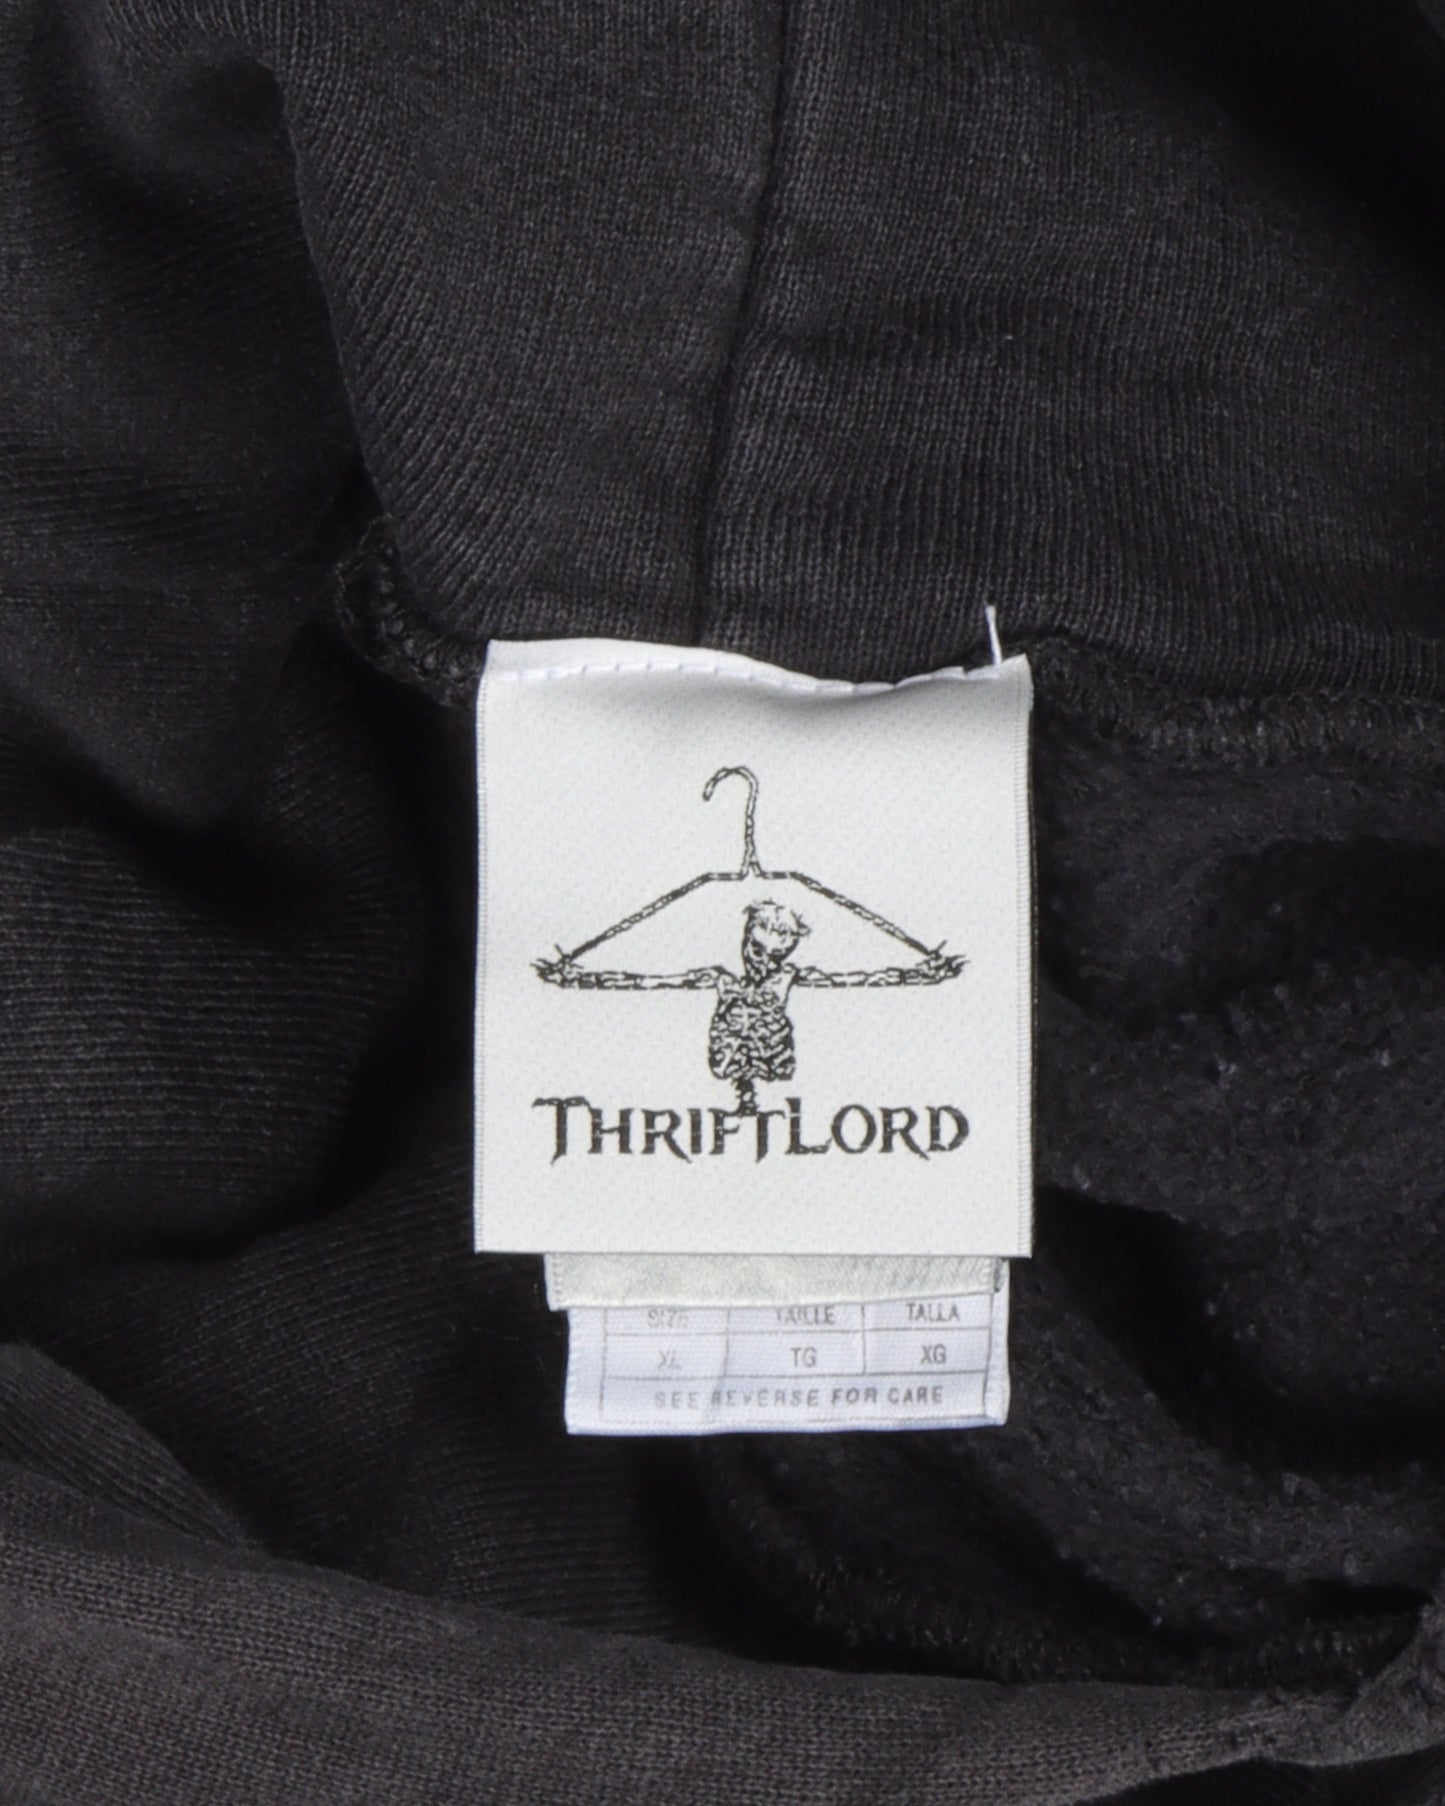 THRIFTLORD
SIZE TAILLE TALLA
XL TG XG
SEE REVERSE FOR CARE